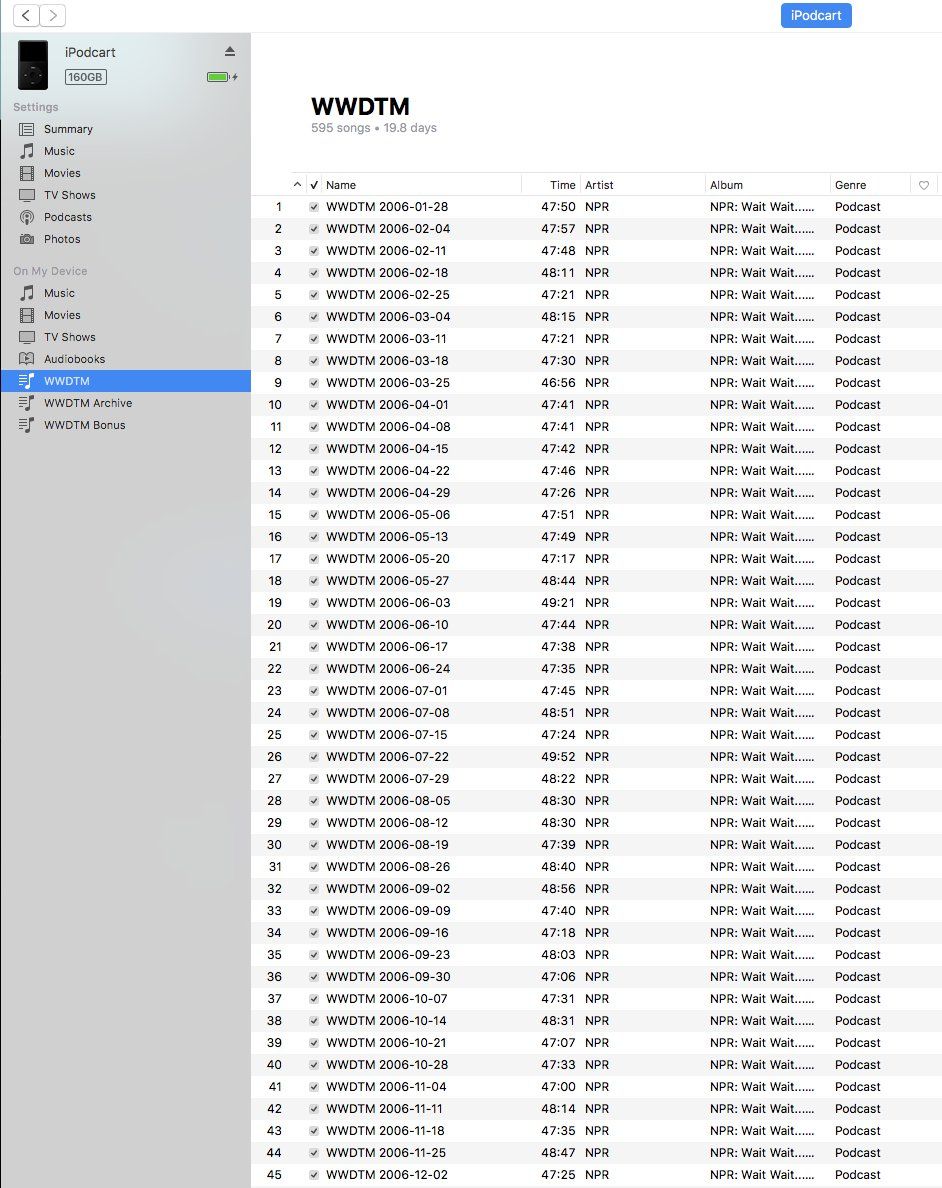 iPodcart
iPodcart
160GB
Settings
Summary
Music
Movies
TV Shows
Podcasts
Photos
On My Device
Music
Movies
TV Shows
Audiobooks
WWDTM
WWDTM Archive
WWDTM Bonus
WWDTM
595 songs • 19.8 days
Name Time Artist Album Genre
1 WWDTM 2006-01-28 47:50 NPR NPR: Wait Wait...... Podcast
2 WWDTM 2006-02-04 47:57 NPR NPR: Wait Wait...... Podcast
3 WWDTM 2006-02-11 47:48 NPR NPR: Wait Wait...... Podcast
4 WWDTM 2006-02-18 48:11 NPR NPR: Wait Wait...... Podcast
5 WWDTM 2006-02-25 47:21 NPR NPR: Wait Wait...... Podcast
6 WWDTM 2006-03-04 48:15 NPR NPR: Wait Wait...... Podcast
7 WWDTM 2006-03-11 47:21 NPR NPR: Wait Wait...... Podcast
8 WWDTM 2006-03-18 47:30 NPR NPR: Wait Wait...... Podcast
9 WWDTM 2006-03-25 46:56 NPR NPR: Wait Wait...... Podcast
10 WWDTM 2006-04-01 47:41 NPR NPR: Wait Wait...... Podcast
11 WWDTM 2006-04-08 47:41 NPR NPR: Wait Wait...... Podcast
12 WWDTM 2006-04-15 47:42 NPR NPR: Wait Wait...... Podcast
13 WWDTM 2006-04-22 47:46 NPR NPR: Wait Wait...... Podcast
14 WWDTM 2006-04-29 47:26 NPR NPR: Wait Wait...... Podcast
15 WWDTM 2006-05-06 47:51 NPR NPR: Wait Wait...... Podcast
16 WWDTM 2006-05-13 47:49 NPR NPR: Wait Wait...... Podcast
17 WWDTM 2006-05-20 47:17 NPR NPR: Wait Wait...... Podcast
18 WWDTM 2006-05-27 48:44 NPR NPR: Wait Wait...... Podcast
19 WWDTM 2006-06-03 49:21 NPR NPR: Wait Wait...... Podcast
20 WWDTM 2006-06-10 47:44 NPR NPR: Wait Wait...... Podcast
21 WWDTM 2006-06-17 47:38 NPR NPR: Wait Wait...... Podcast
22 WWDTM 2006-06-24 47:35 NPR NPR: Wait Wait...... Podcast
23 WWDTM 2006-07-01 47:45 NPR NPR: Wait Wait...... Podcast
24 WWDTM 2006-07-08 48:51 NPR NPR: Wait Wait...... Podcast
25 WWDTM 2006-07-15 47:24 NPR NPR: Wait Wait...... Podcast
26 WWDTM 2006-07-22 49:52 NPR NPR: Wait Wait...... Podcast
27 WWDTM 2006-07-29 48:22 NPR NPR: Wait Wait...... Podcast
28 WWDTM 2006-08-05 48:30 NPR NPR: Wait Wait...... Podcast
29 WWDTM 2006-08-12 48:30 NPR NPR: Wait Wait...... Podcast
30 WWDTM 2006-08-19 47:39 NPR NPR: Wait Wait...... Podcast
31 WWDTM 2006-08-26 48:40 NPR NPR: Wait Wait...... Podcast
32 WWDTM 2006-09-02 48:56 NPR NPR: Wait Wait...... Podcast
33 WWDTM 2006-09-09 47:40 NPR NPR: Wait Wait...... Podcast
34 WWDTM 2006-09-16 47:18 NPR NPR: Wait Wait...... Podcast
35 WWDTM 2006-09-23 48:03 NPR NPR: Wait Wait...... Podcast
36 WWDTM 2006-09-30 47:06 NPR NPR: Wait Wait...... Podcast
37 WWDTM 2006-10-07 47:31 NPR NPR: Wait Wait...... Podcast
38 WWDTM 2006-10-14 48:31 NPR NPR: Wait Wait...... Podcast
39 WWDTM 2006-10-21 47:07 NPR NPR: Wait Wait...... Podcast
40 WWDTM 2006-10-28 47:33 NPR NPR: Wait Wait...... Podcast
41 WWDTM 2006-11-04 47:00 NPR NPR: Wait Wait...... Podcast
42 WWDTM 2006-11-11 48:14 NPR NPR: Wait Wait...... Podcast
43 WWDTM 2006-11-18 47:35 NPR NPR: Wait Wait...... Podcast
44 WWDTM 2006-11-25 48:47 NPR NPR: Wait Wait...... Podcast
45 WWDTM 2006-12-02 47:25 NPR NPR: Wait Wait...... Podcast